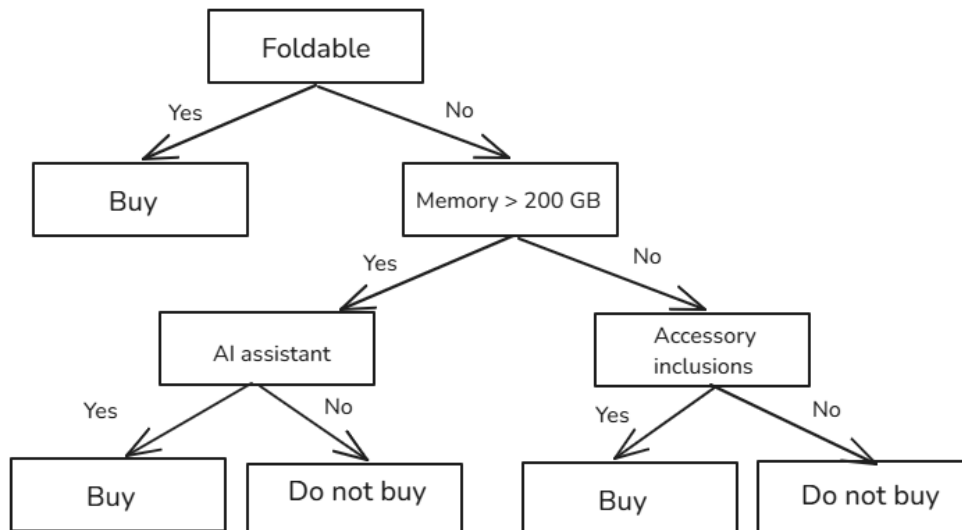 Foldable
Yes
No
Buy
Memory > 200 GB
Yes
No
AI assistant
Accessory
inclusions
Yes
No
Yes
No
Buy
Do not buy
Buy
Do not buy